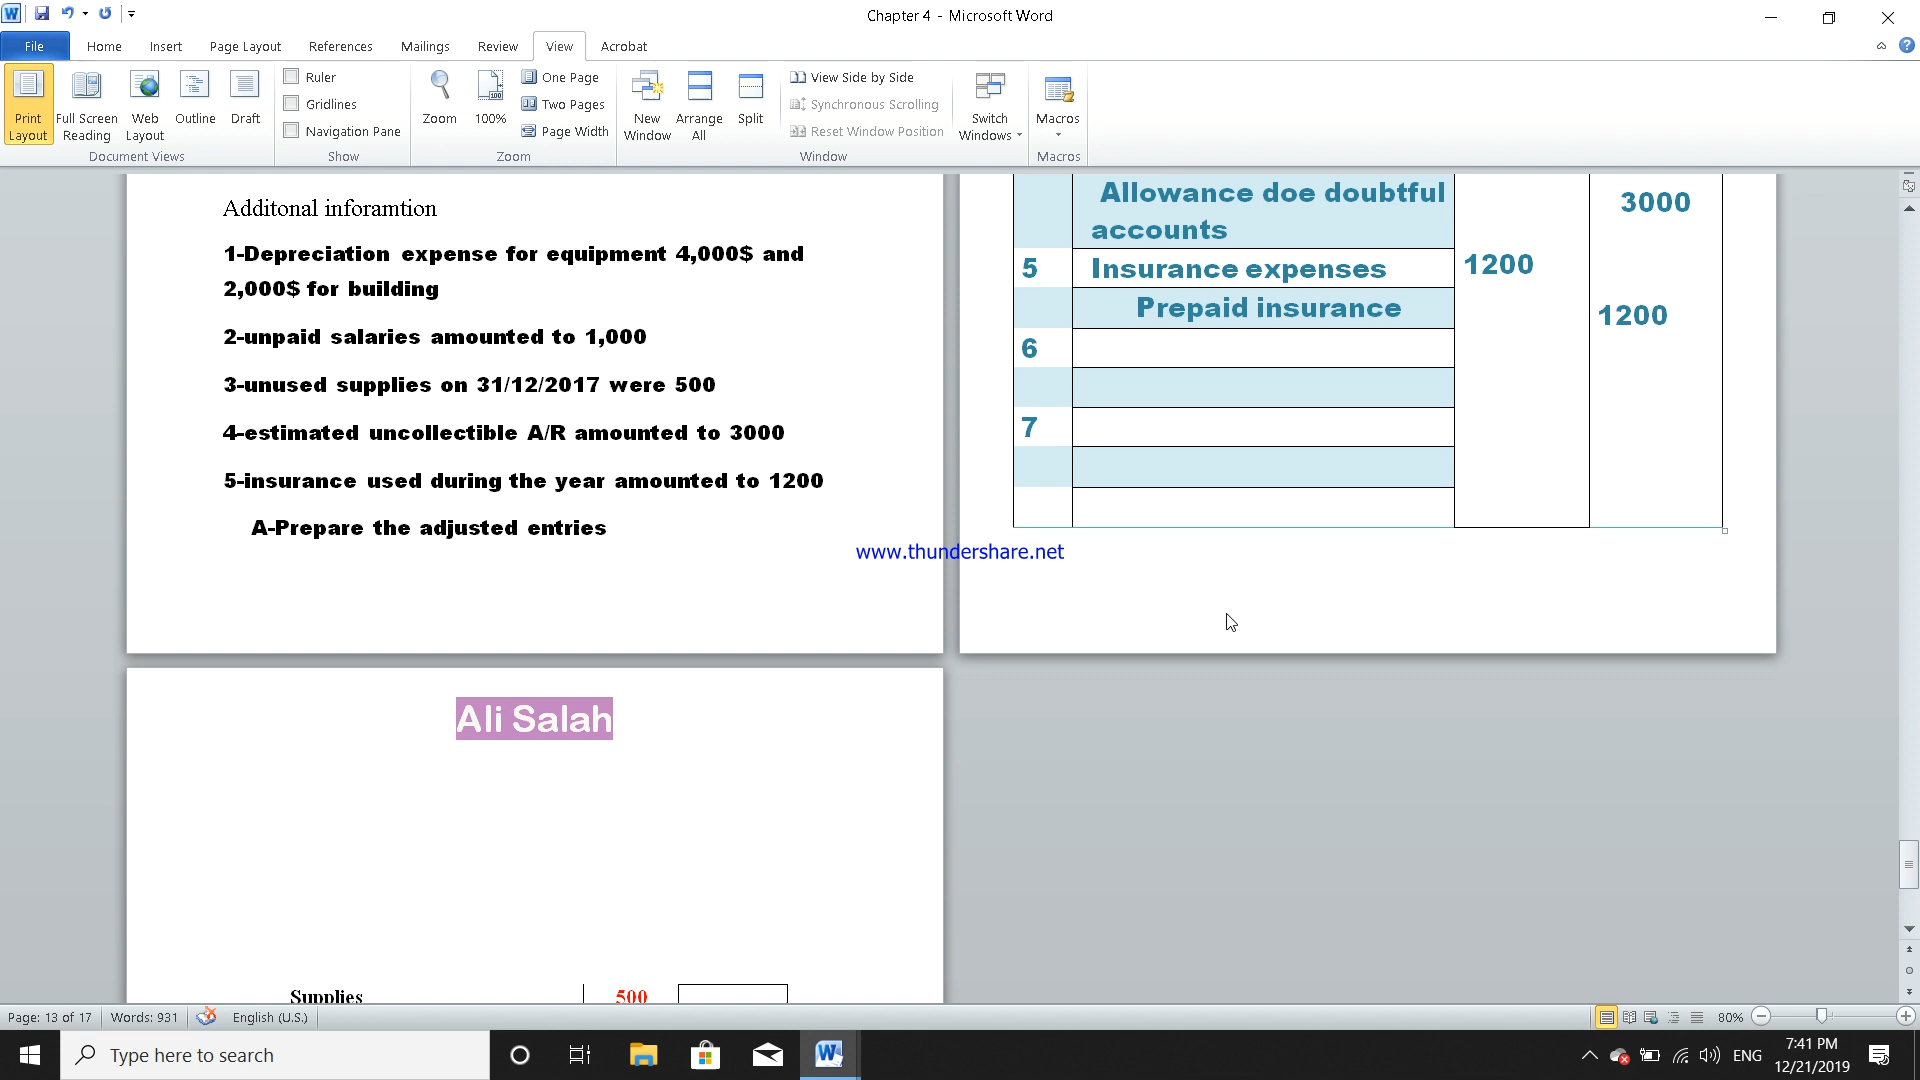 Chapter 4 - Microsoft Word
File Home Insert Page Layout References Mailings Review View Acrobat
Print Layout
Full Screen Reading
Web Layout
Outline
Draft
Document Views
Ruler
Gridlines
Navigation Pane
Show
Zoom
100
100%
One Page
Two Pages
Page Width
Zoom
New Window
Arrange All
Split
View Side by Side
Synchronous Scrolling
Reset Window Position
Window
Switch Windows
Macros
Macros
Additonal inforamtion
1-Depreciation expense for equipment 4,000$ and
2,000$ for building
2-unpaid salaries amounted to 1,000
3-unused supplies on 31/12/2017 were 500
4-estimated uncollectible A/R amounted to 3000
5-insurance used during the year amounted to 1200
A-Prepare the adjusted entries
Allowance doe doubtful
accounts
3000
5 Insurance expenses 1200
Prepaid insurance 1200
6
7
www.thundershare.net
Ali Salah
Supplies 500
Page: 13 of 17 Words: 931 English (U.S.) 80%
Type here to search
ENG
7:41 PM
12/21/2019